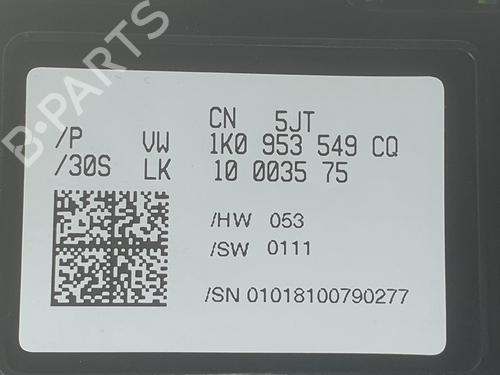 CN 5JT
/P VW 1K0 953 549 CQ
/30S LK 10 0035 75
/HW 053
/SW 0111
/SN 01018100790277
B-PARTS